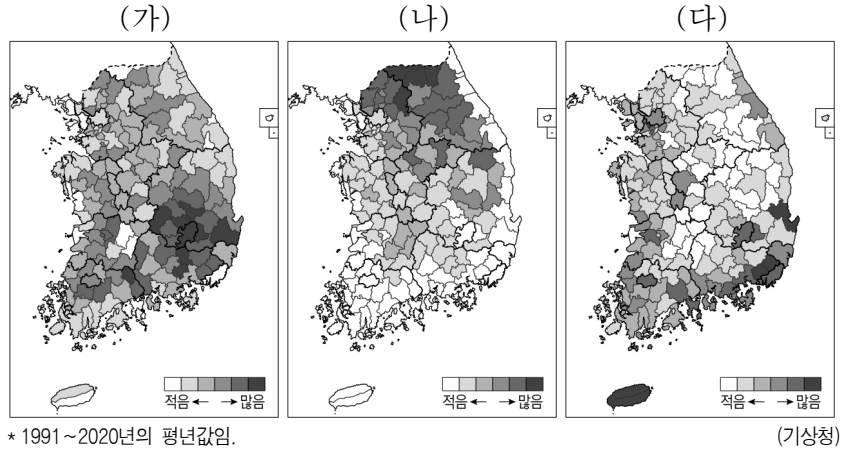 (가) (나) (다)
적음 ← → 많음 적음 ← → 많음 적음 ← → 많음
* 1991~2020년의 평년값임. (기상청)